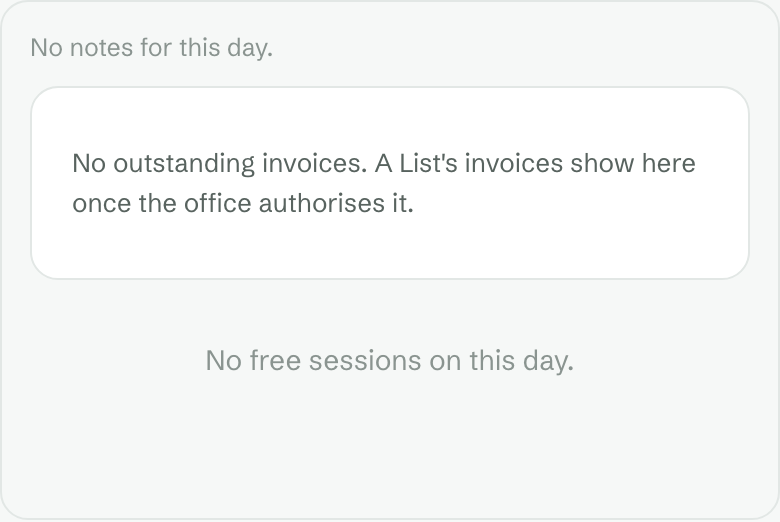 No notes for this day.
No outstanding invoices. A List's invoices show here
once the office authorises it.
No free sessions on this day.